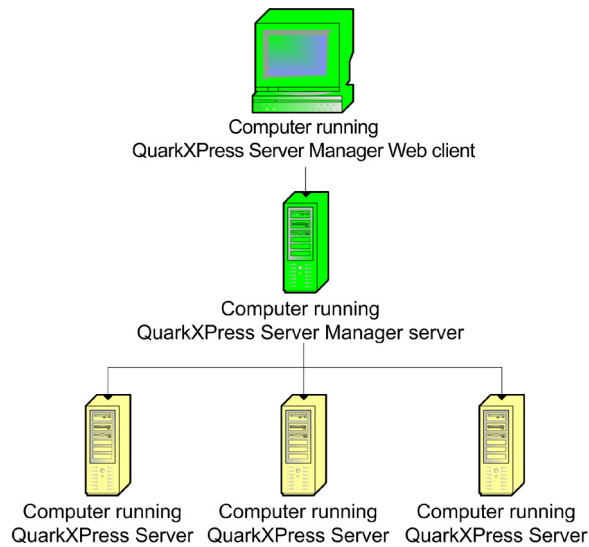 Computer running
QuarkXPress Server Manager Web client
Computer running
QuarkXPress Server Manager server
Computer running
QuarkXPress Server
Computer running
QuarkXPress Server
Computer running
QuarkXPress Server